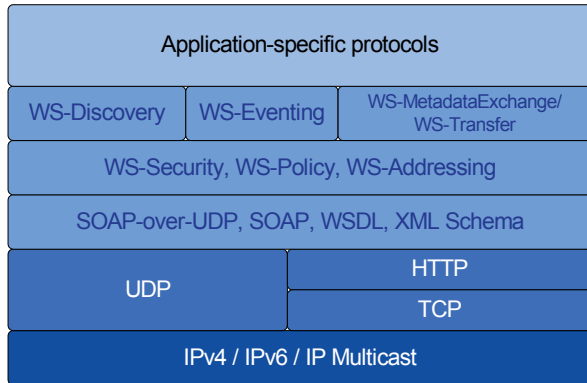 Application-specific protocols
WS-Discovery
WS-Eventing
WS-MetadataExchange/
WS-Transfer
WS-Security, WS-Policy, WS-Addressing
SOAP-over-UDP, SOAP, WSDL, XML Schema
UDP
HTTP
TCP
IPv4 / IPv6 / IP Multicast